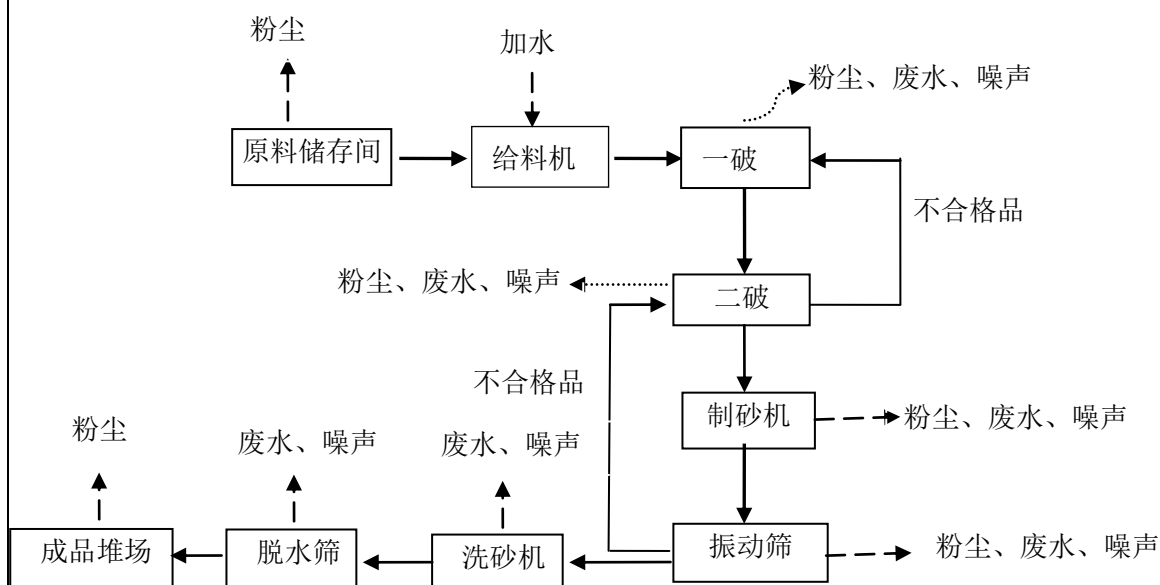 粉尘
加水
粉尘、废水、噪声
原料储存间
给料机
一破
不合格品
粉尘、废水、噪声
二破
不合格品
制砂机
粉尘、废水、噪声
粉尘
废水、噪声
废水、噪声
成品堆场
脱水筛
洗砂机
振动筛
粉尘、废水、噪声